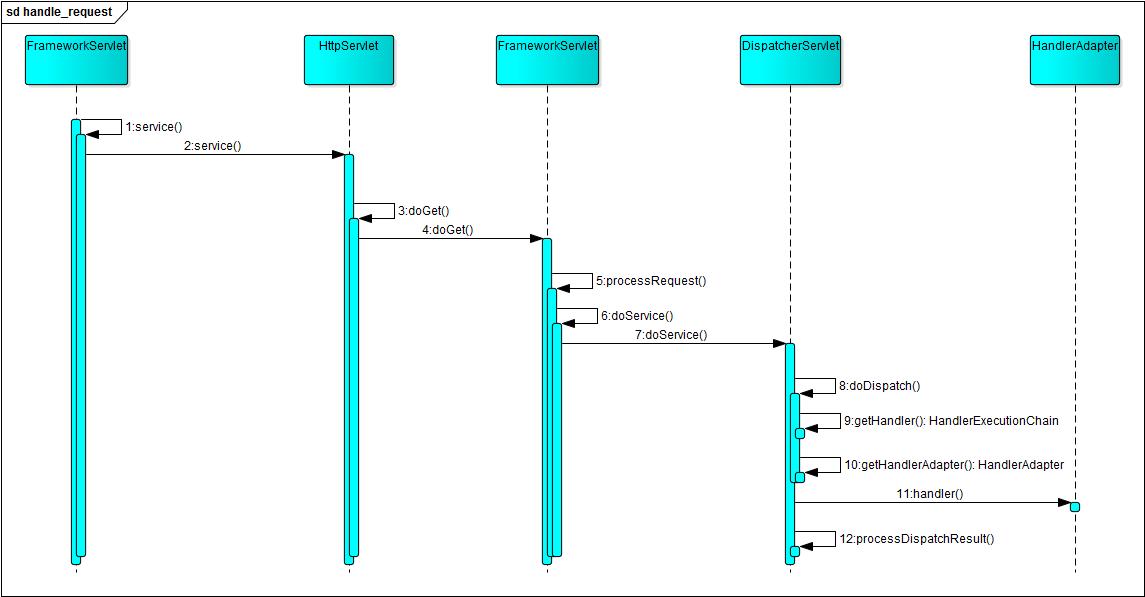 sd handle_request
FrameworkServlet
HttpServlet
FrameworkServlet
DispatcherServlet
HandlerAdapter
1:service()
2:service()
3:doGet()
4:doGet()
5:processRequest()
6:doService()
7:doService()
8:doDispatch()
9:getHandler(): HandlerExecutionChain
10:getHandlerAdapter(): HandlerAdapter
11:handler()
12:processDispatchResult()